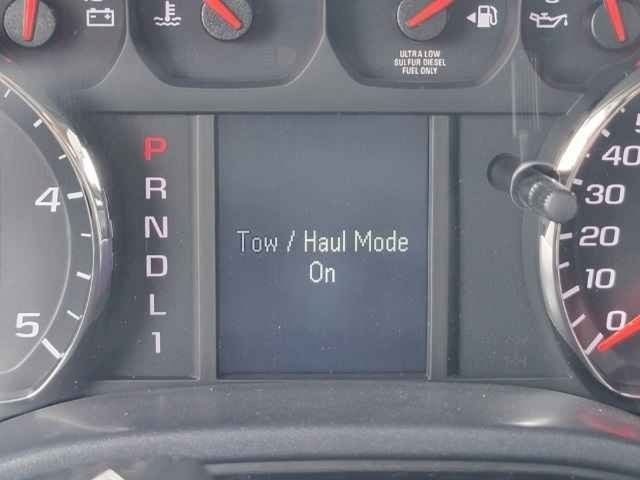 ULTRA LOW
SULFUR DIESEL
FUEL ONLY
P
R
N
D
L
1
Tow / Haul Mode
On
4
5
40
30
20
10
0